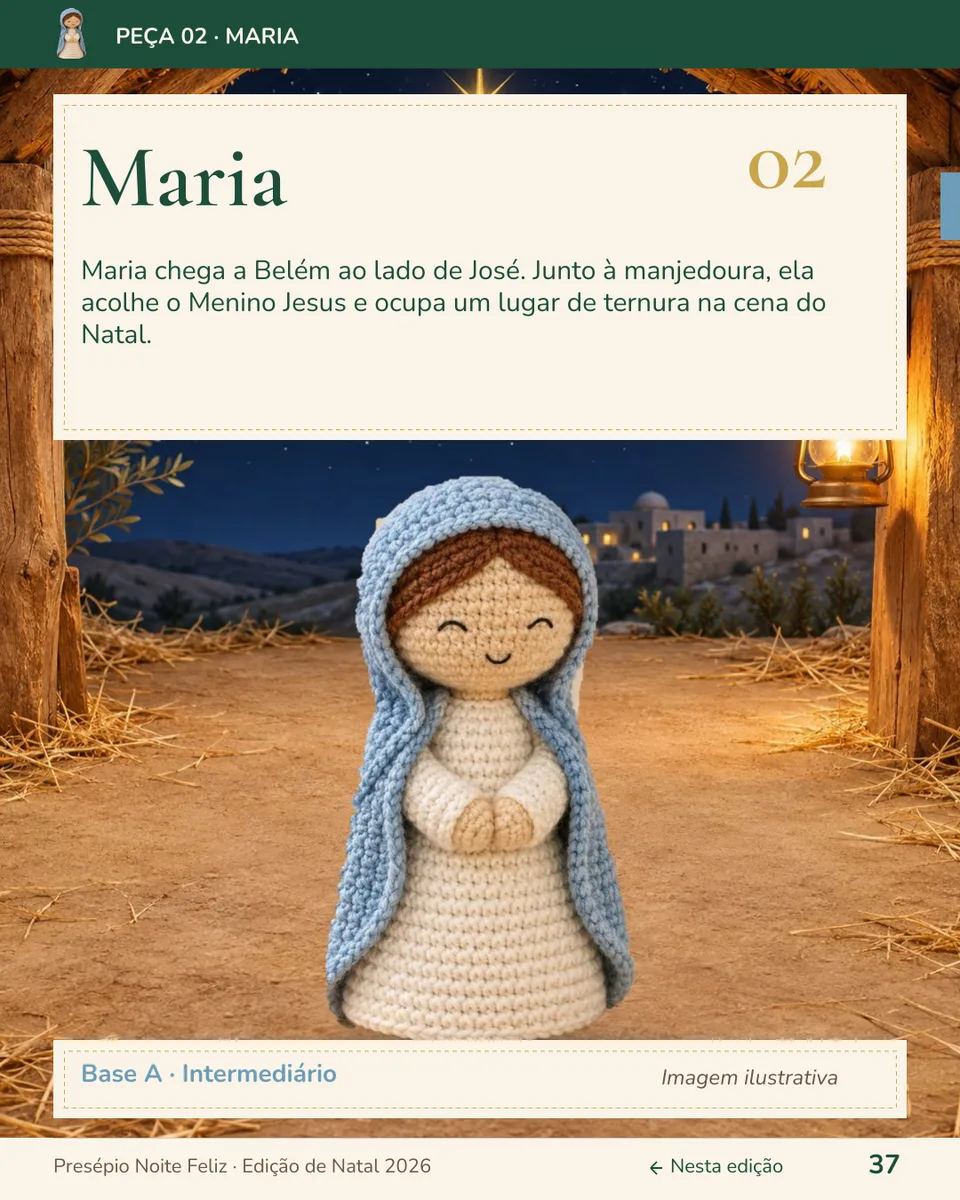 PEÇA 02 · MARIA
Maria
02
Maria chega a Belém ao lado de José. Junto à manjedoura, ela
acolhe o Menino Jesus e ocupa um lugar de ternura na cena do
Natal.
Base A · Intermediário
Imagem ilustrativa
Presépio Noite Feliz · Edição de Natal 2026
← Nesta edição
37